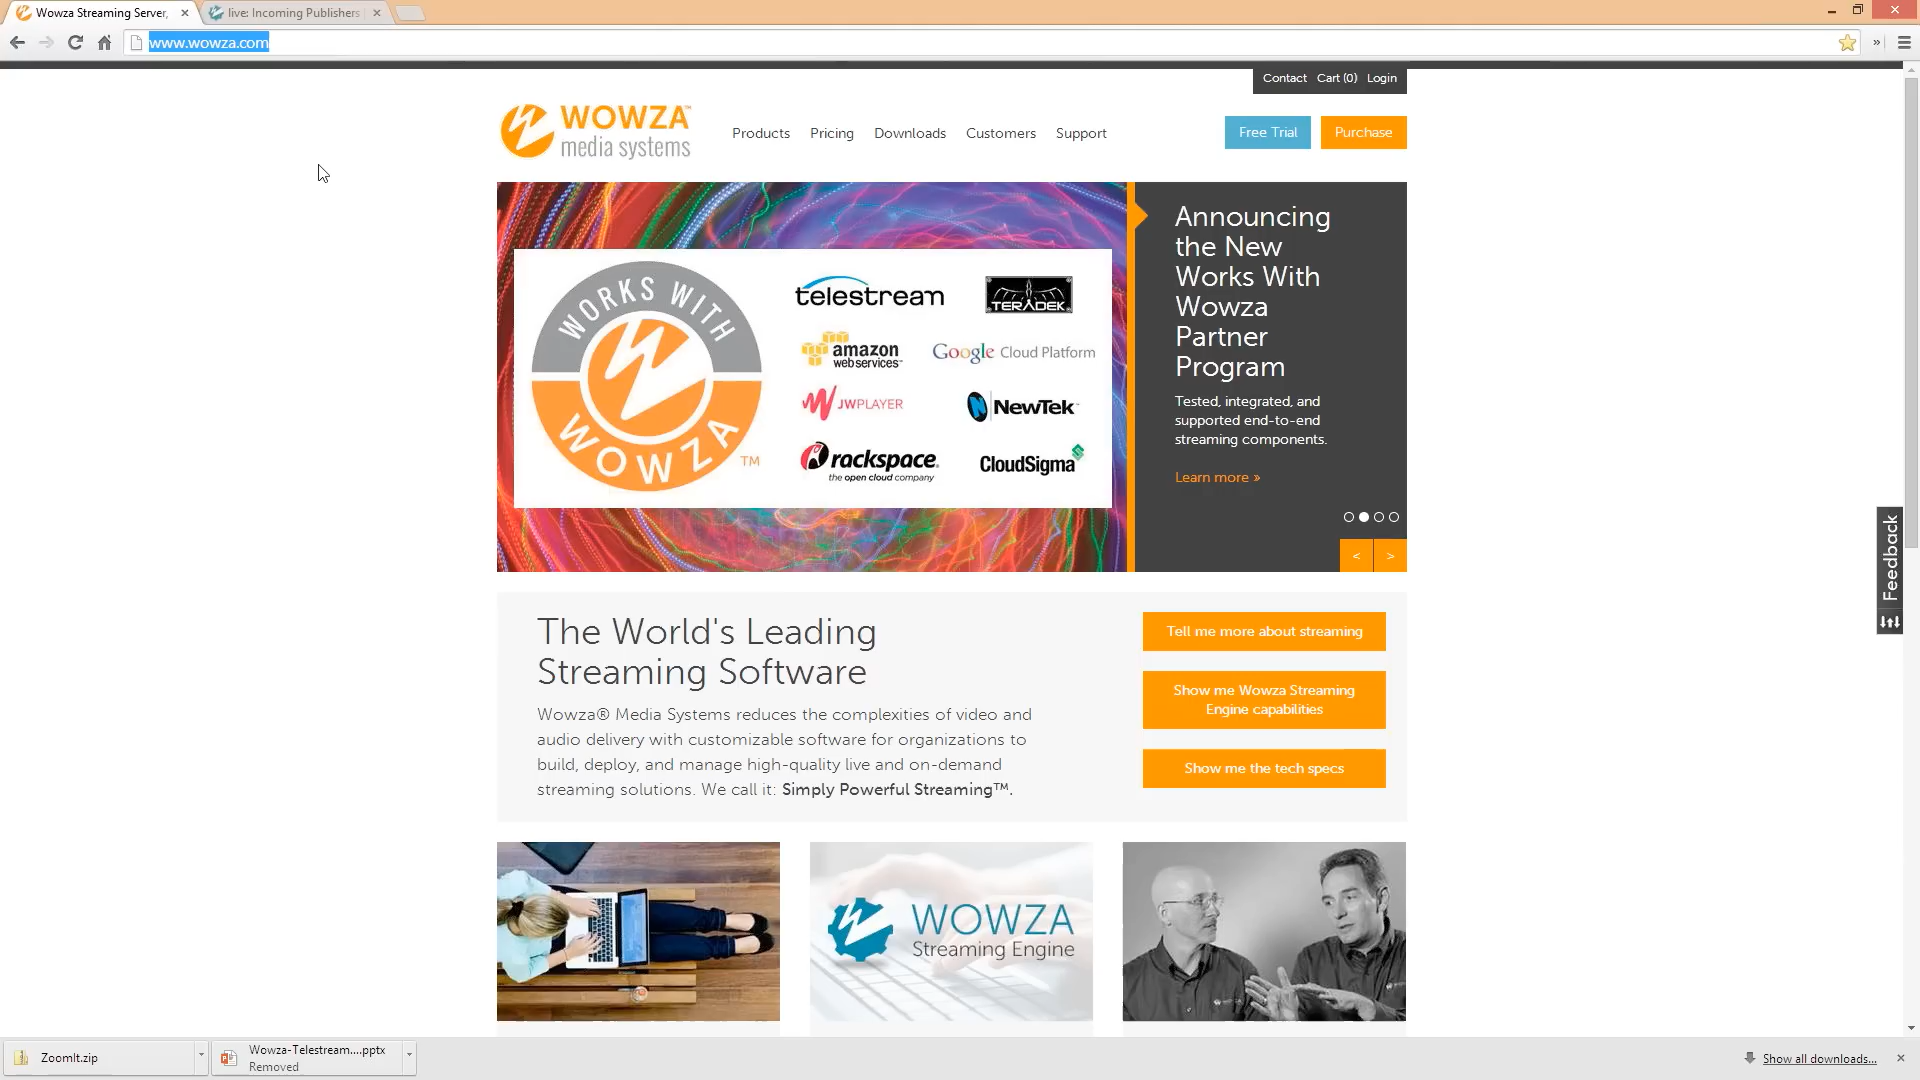 Wowza Streaming Server,
live: Incoming Publishers
www.wowza.com
Contact Cart (0) Login
WOWZA™
media systems
Products Pricing Downloads Customers Support
Free Trial Purchase
WORKS WITH
WOWZA
TM
telestream
TERADEK
amazon
webservices™
Google Cloud Platform
JWPLAYER
NewTek
rackspace.
the open cloud company
CloudSigma
Announcing
the New
Works With
Wowza
Partner
Program
Tested, integrated, and
supported end-to-end
streaming components.
Learn more »
< >
Feedback
The World's Leading
Streaming Software
Wowza® Media Systems reduces the complexities of video and
audio delivery with customizable software for organizations to
build, deploy, and manage high-quality live and on-demand
streaming solutions. We call it: Simply Powerful Streaming™.
Tell me more about streaming
Show me Wowza Streaming
Engine capabilities
Show me the tech specs
WOWZA
Streaming Engine
ZoomIt.zip
Wowza-Telestream....pptx
Removed
Show all downloads...